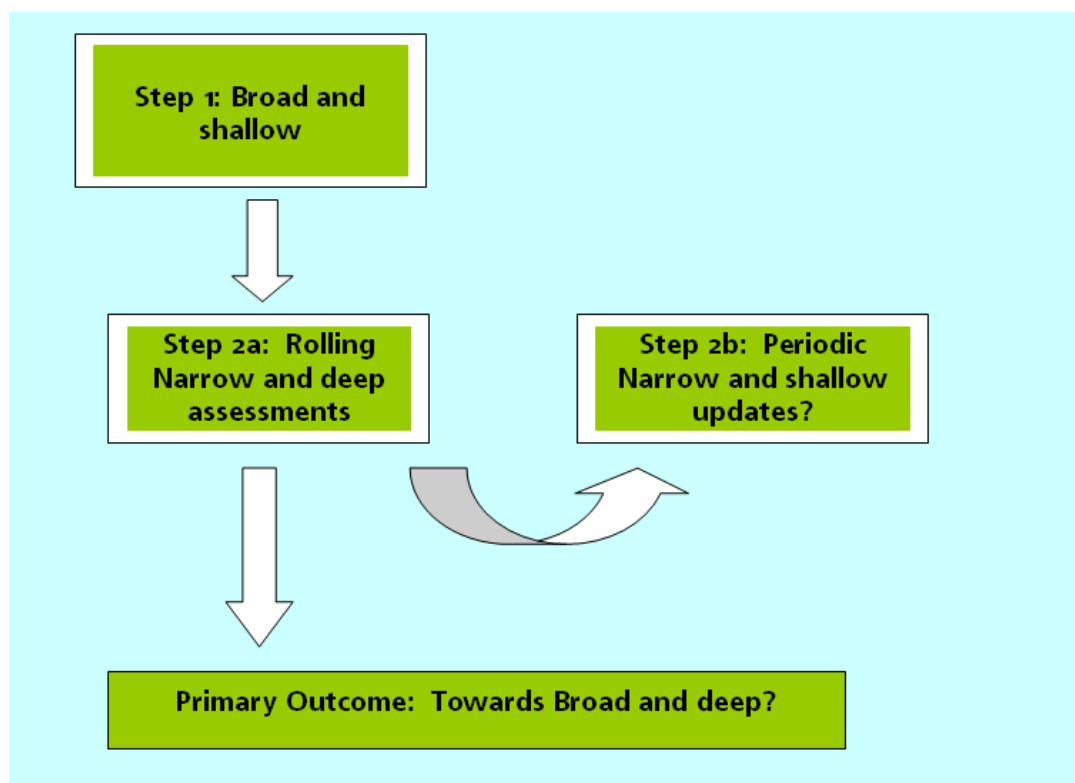 Step 1: Broad and
shallow
Step 2a:  Rolling
Narrow and deep
assessments
Step 2b:  Periodic
Narrow and shallow
updates?
Primary Outcome:  Towards Broad and deep?